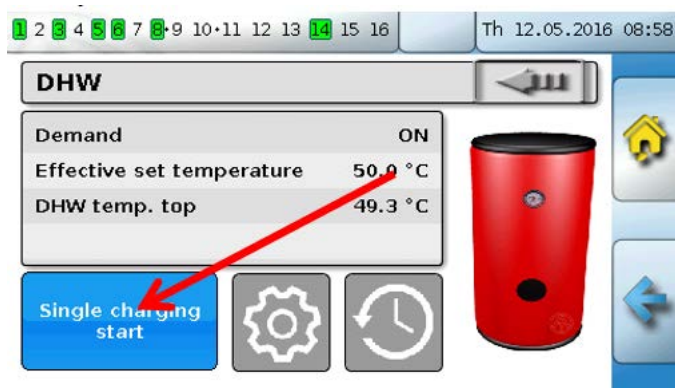 1 2 3 4 5 6 7 8·9 10·11 12 13 14 15 16 Th 12.05.2016 08:58
DHW
Demand ON
Effective set temperature 50.0 °C
DHW temp. top 49.3 °C
Single charging
start